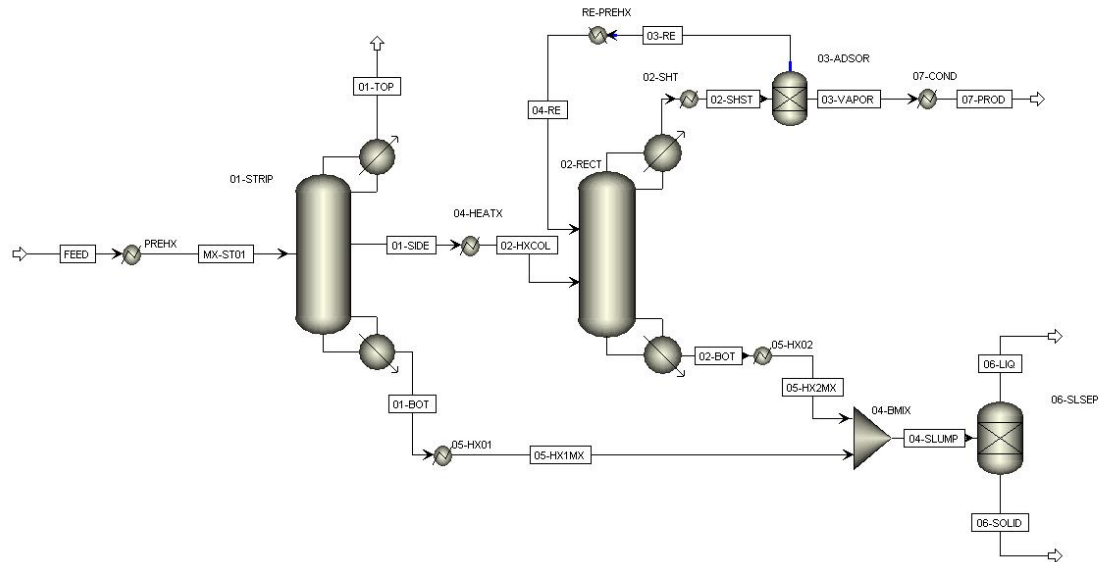 RE-PREHX
03-RE
03-ADSOR
01-TOP
02-SHT
07-COND
04-RE
02-SHST
03-VAPOR
07-PROD
01-STRIP
02-RECT
04-HEATX
FEED
PREHX
MX-ST01
01-SIDE
02-HXCOL
02-BOT
05-HX02
06-LIQ
05-HX2MX
06-SLSEP
01-BOT
04-BMIX
04-SLUMP
05-HX01
05-HX1MX
06-SOLID